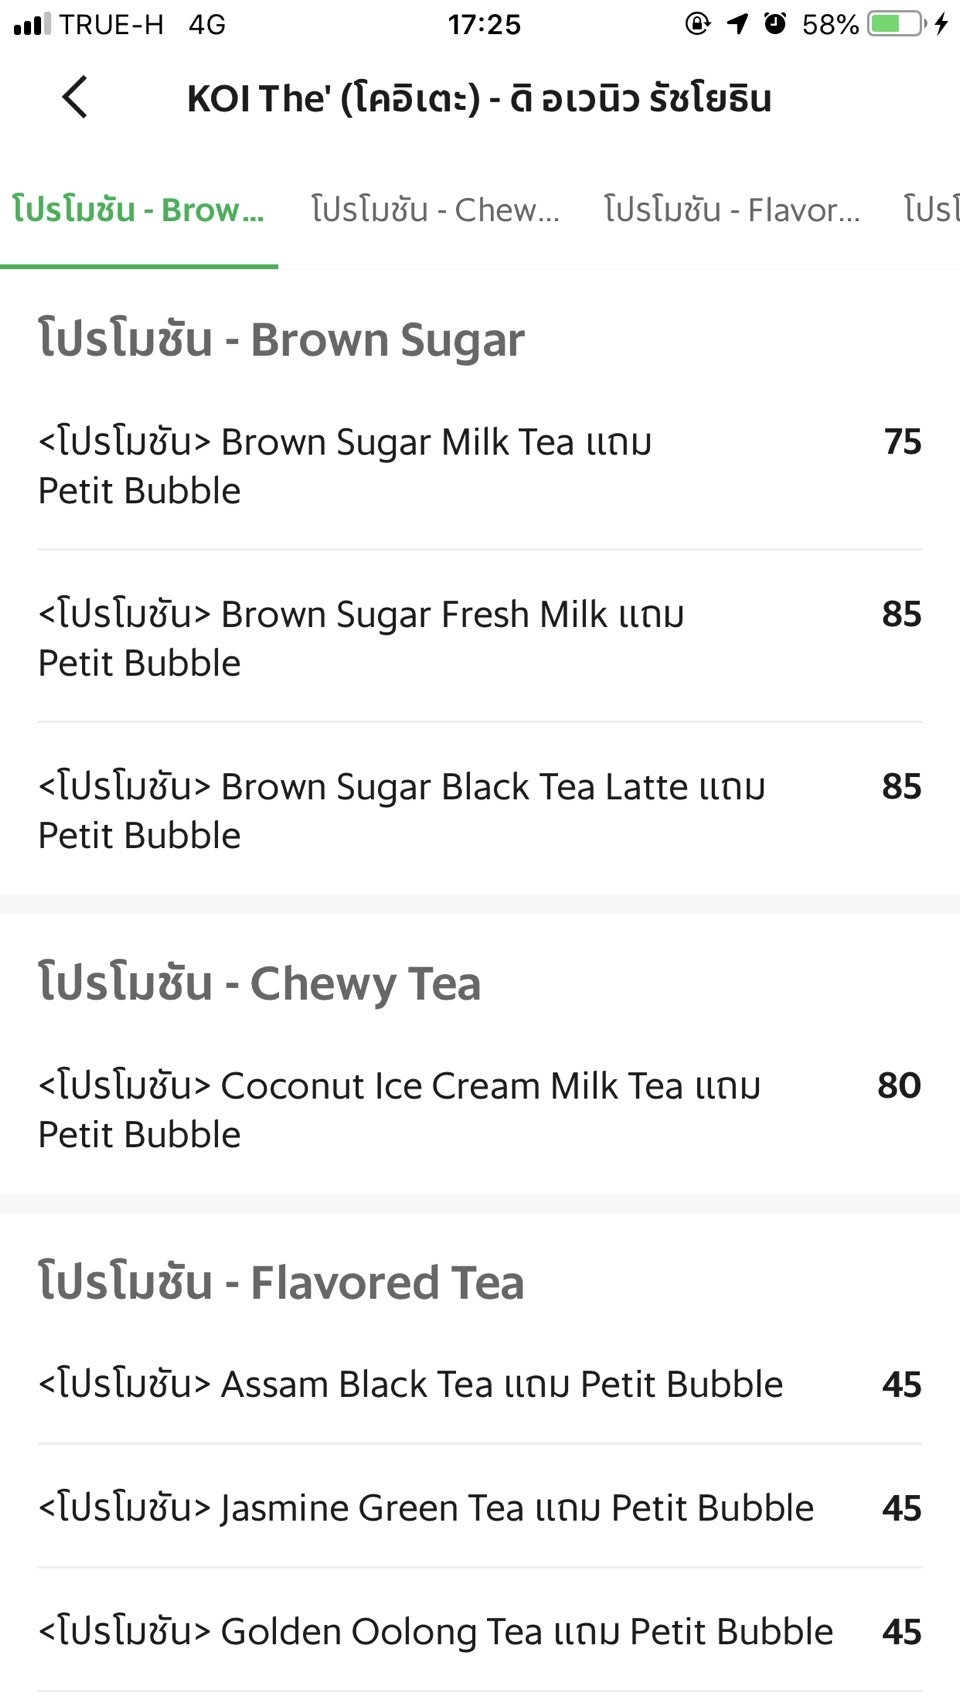 TRUE-H 4G 17:25 58%
KOI The' (โคอิเตะ) - ดิ อเวนิว รัชโยธิน
โปรโมชัน - Brow... โปรโมชัน - Chew... โปรโมชัน - Flavor... โปรโ
โปรโมชัน - Brown Sugar
<โปรโมชัน> Brown Sugar Milk Tea แถม 75
Petit Bubble
<โปรโมชัน> Brown Sugar Fresh Milk แถม 85
Petit Bubble
<โปรโมชัน> Brown Sugar Black Tea Latte แถม 85
Petit Bubble
โปรโมชัน - Chewy Tea
<โปรโมชัน> Coconut Ice Cream Milk Tea แถม 80
Petit Bubble
โปรโมชัน - Flavored Tea
<โปรโมชัน> Assam Black Tea แถม Petit Bubble 45
<โปรโมชัน> Jasmine Green Tea แถม Petit Bubble 45
<โปรโมชัน> Golden Oolong Tea แถม Petit Bubble 45